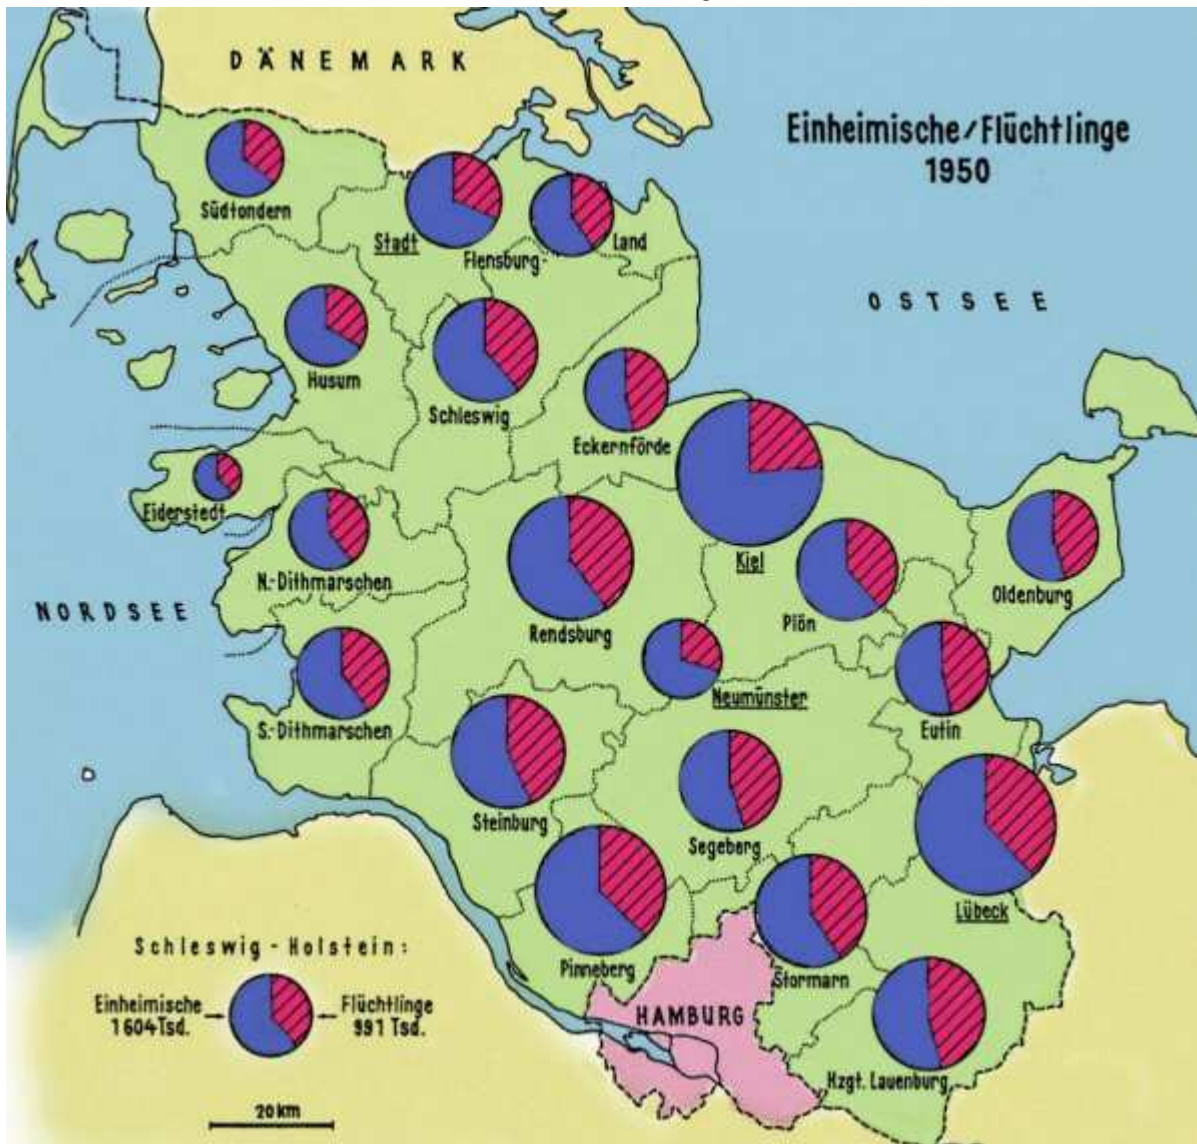 DÄNEMARK
Einheimische/Flüchtlinge
1950
Südtondern
Stadt
Flensburg-
Land
OSTSEE
Husum
Schleswig
Eckernförde
Eiderstedt
N.-Dithmarschen
Kiel
Oldenburg
NORDSEE
Rendsburg
Plön
Neumünster
S.-Dithmarschen
Eutin
Steinburg
Segeberg
Lübeck
Pinneberg
Stormarn
Schleswig-Holstein:
Einheimische
1604 Tsd.
Flüchtlinge
991 Tsd.
HAMBURG
Hzgt. Lauenburg
20 km